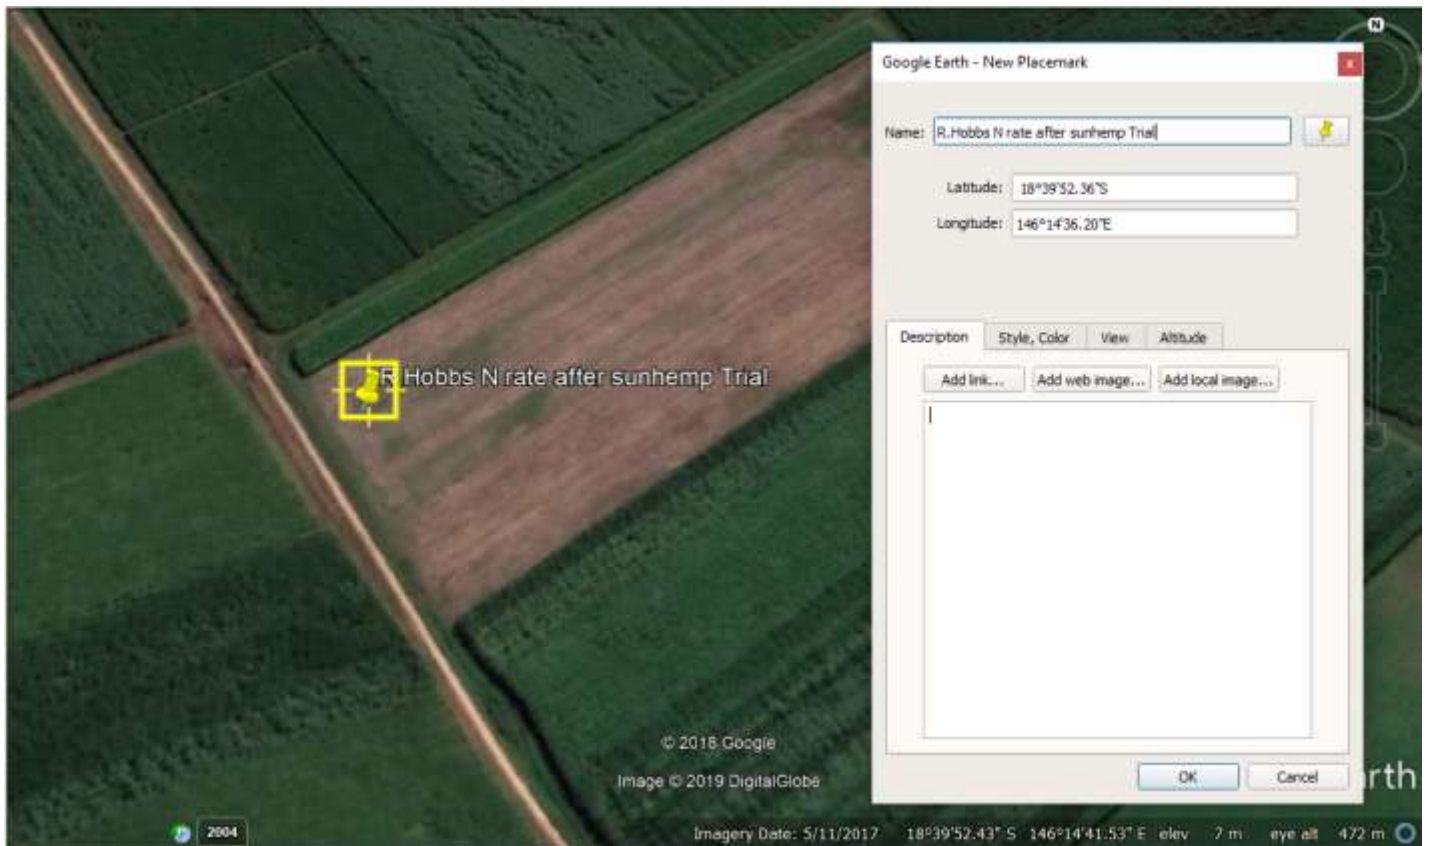 N
Google Earth - New Placemark
x
Name: R.Hobbs N rate after sunhemp Trial
Latitude: 18°39'52.36"S
Longitude: 146°14'36.20"E
Description Style, Color View Altitude
Add link... Add web image... Add local image...
R.Hobbs N rate after sunhemp Trial
© 2018 Google
Image © 2019 DigitalGlobe
OK Cancel
rth
2004
Imagery Date: 5/11/2017 18°39'52.43" S 146°14'41.53" E elev 7 m eye alt 472 m